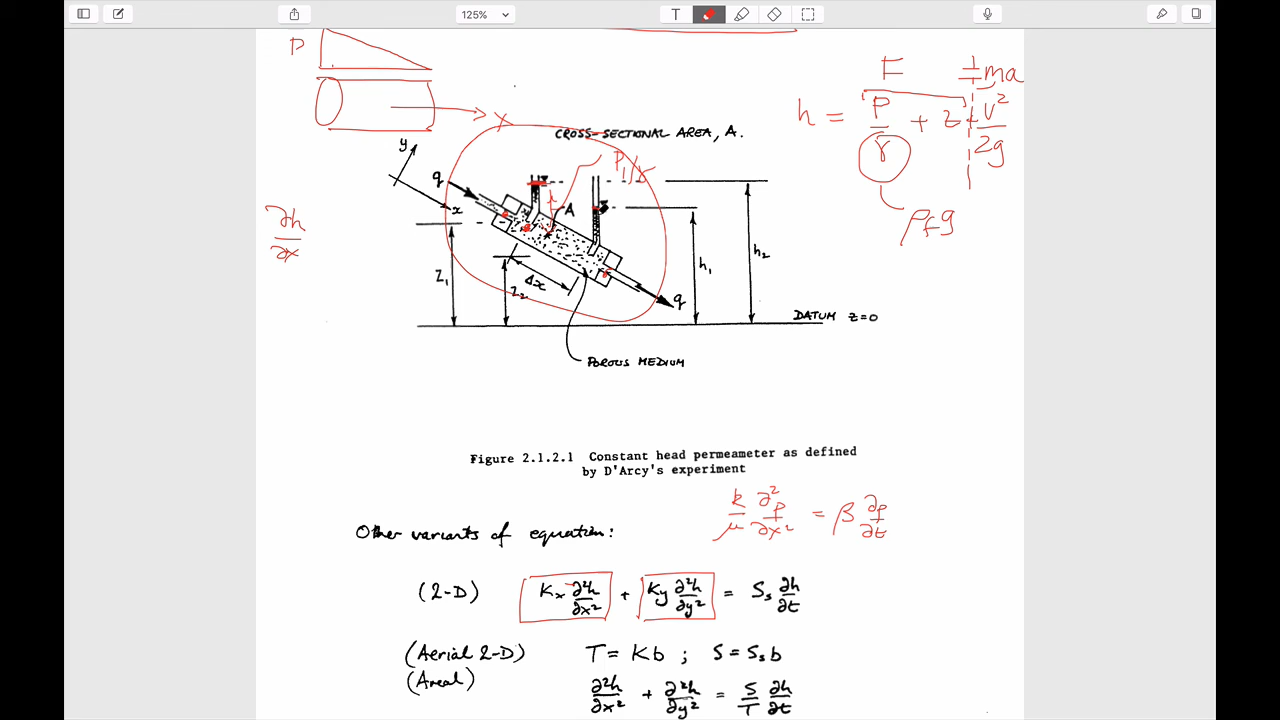 125%
T
P
F ≠ ma
h = P/γ + z + V²/2g
ρfg
x
CROSS-SECTIONAL AREA, A.
y
P₁/γ
q
x
A
∂h/∂x
Z₁
Δx
Z₂
h₁
h₂
q
DATUM z=0
POROUS MEDIUM
Figure 2.1.2.1 Constant head permeameter as defined
by D'Arcy's experiment
k/μ ∂²p/∂x² = β ∂p/∂t
Other variants of equation:
(2-D) Kx ∂²h/∂x² + Ky ∂²h/∂y² = Ss ∂h/∂t
(Aerial 2-D) T = Kb ; S = Ssb
(Areal)
∂²h/∂x² + ∂²h/∂y² = S/T ∂h/∂t